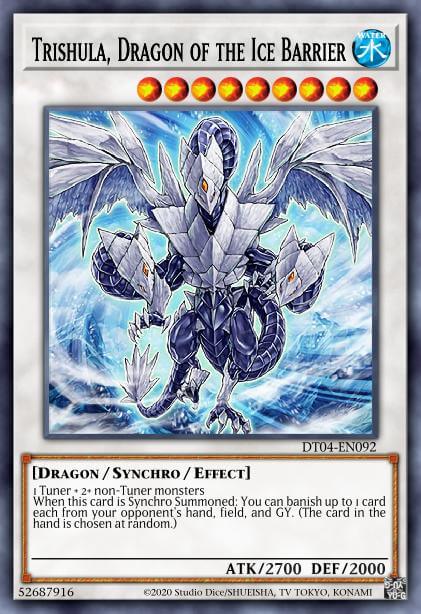 TRISHULA, DRAGON OF THE ICE BARRIER
WATER
水
DT04-EN092
[DRAGON / SYNCHRO / EFFECT]
1 Tuner + 2+ non-Tuner monsters
When this card is Synchro Summoned: You can banish up to 1 card
each from your opponent's hand, field, and GY. (The card in the
hand is chosen at random.)
ATK/2700 DEF/2000
52687916
©2020 Studio Dice/SHUEISHA, TV TOKYO, KONAMI